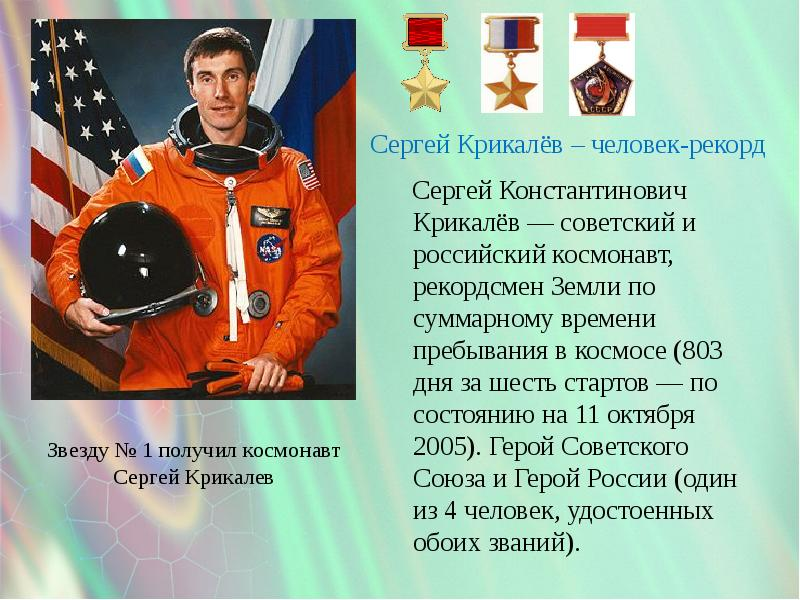 Сергей Крикалёв – человек-рекорд
Сергей Константинович
Крикалёв — советский и
российский космонавт,
рекордсмен Земли по
суммарному времени
пребывания в космосе (803
дня за шесть стартов — по
состоянию на 11 октября
2005). Герой Советского
Союза и Герой России (один
из 4 человек, удостоенных
обоих званий).
Звезду № 1 получил космонавт
Сергей Крикалев
NASA
СССР